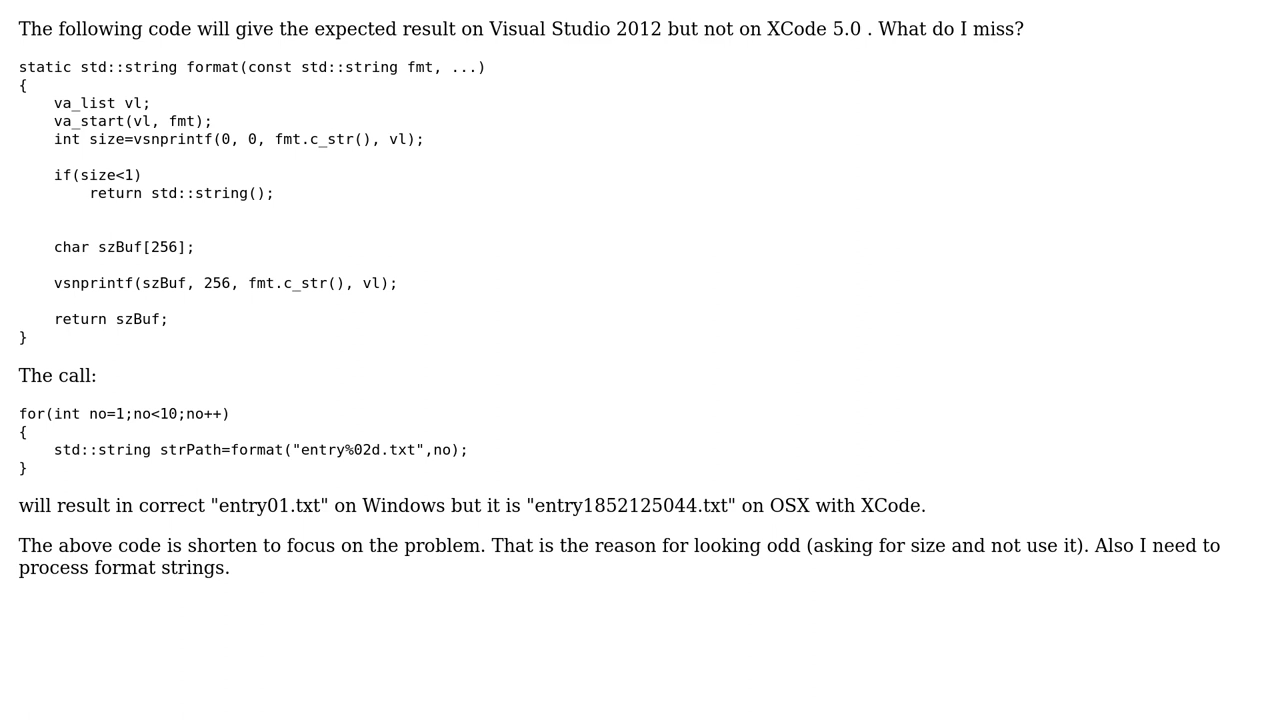 The following code will give the expected result on Visual Studio 2012 but not on XCode 5.0 . What do I miss?
static std::string format(const std::string fmt, ...)
{
    va_list vl;
    va_start(vl, fmt);
    int size=vsnprintf(0, 0, fmt.c_str(), vl);
    if(size<1)
        return std::string();
    char szBuf[256];
    vsnprintf(szBuf, 256, fmt.c_str(), vl);
    return szBuf;
}
The call:
for(int no=1;no<10;no++)
{
    std::string strPath=format("entry%02d.txt",no);
}
will result in correct "entry01.txt" on Windows but it is "entry1852125044.txt" on OSX with XCode.
The above code is shorten to focus on the problem. That is the reason for looking odd (asking for size and not use it). Also I need to
process format strings.